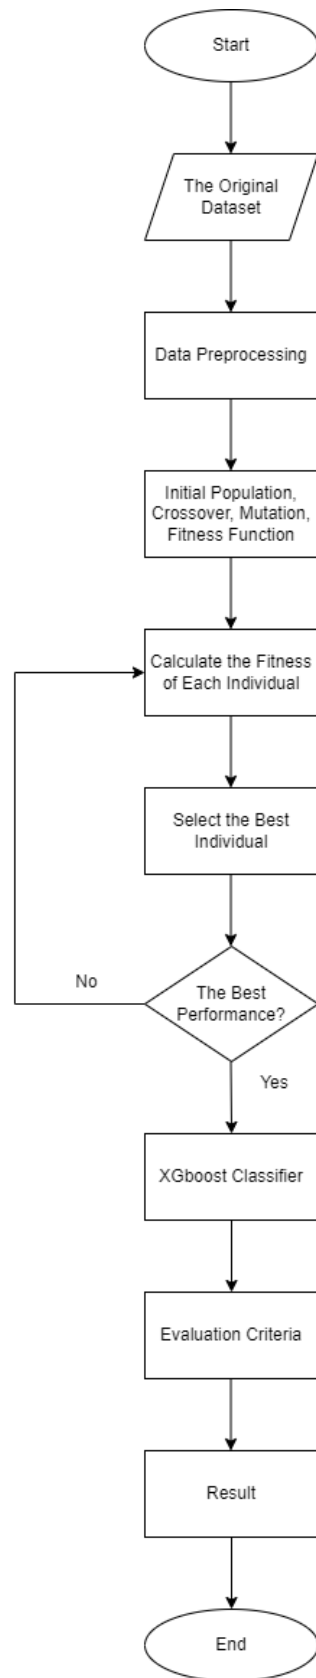 Start
The Original
Dataset
Data Preprocessing
Initial Population,
Crossover, Mutation,
Fitness Function
Calculate the Fitness
of Each Individual
Select the Best
Individual
No
The Best
Performance?
Yes
XGboost Classifier
Evaluation Criteria
Result
End